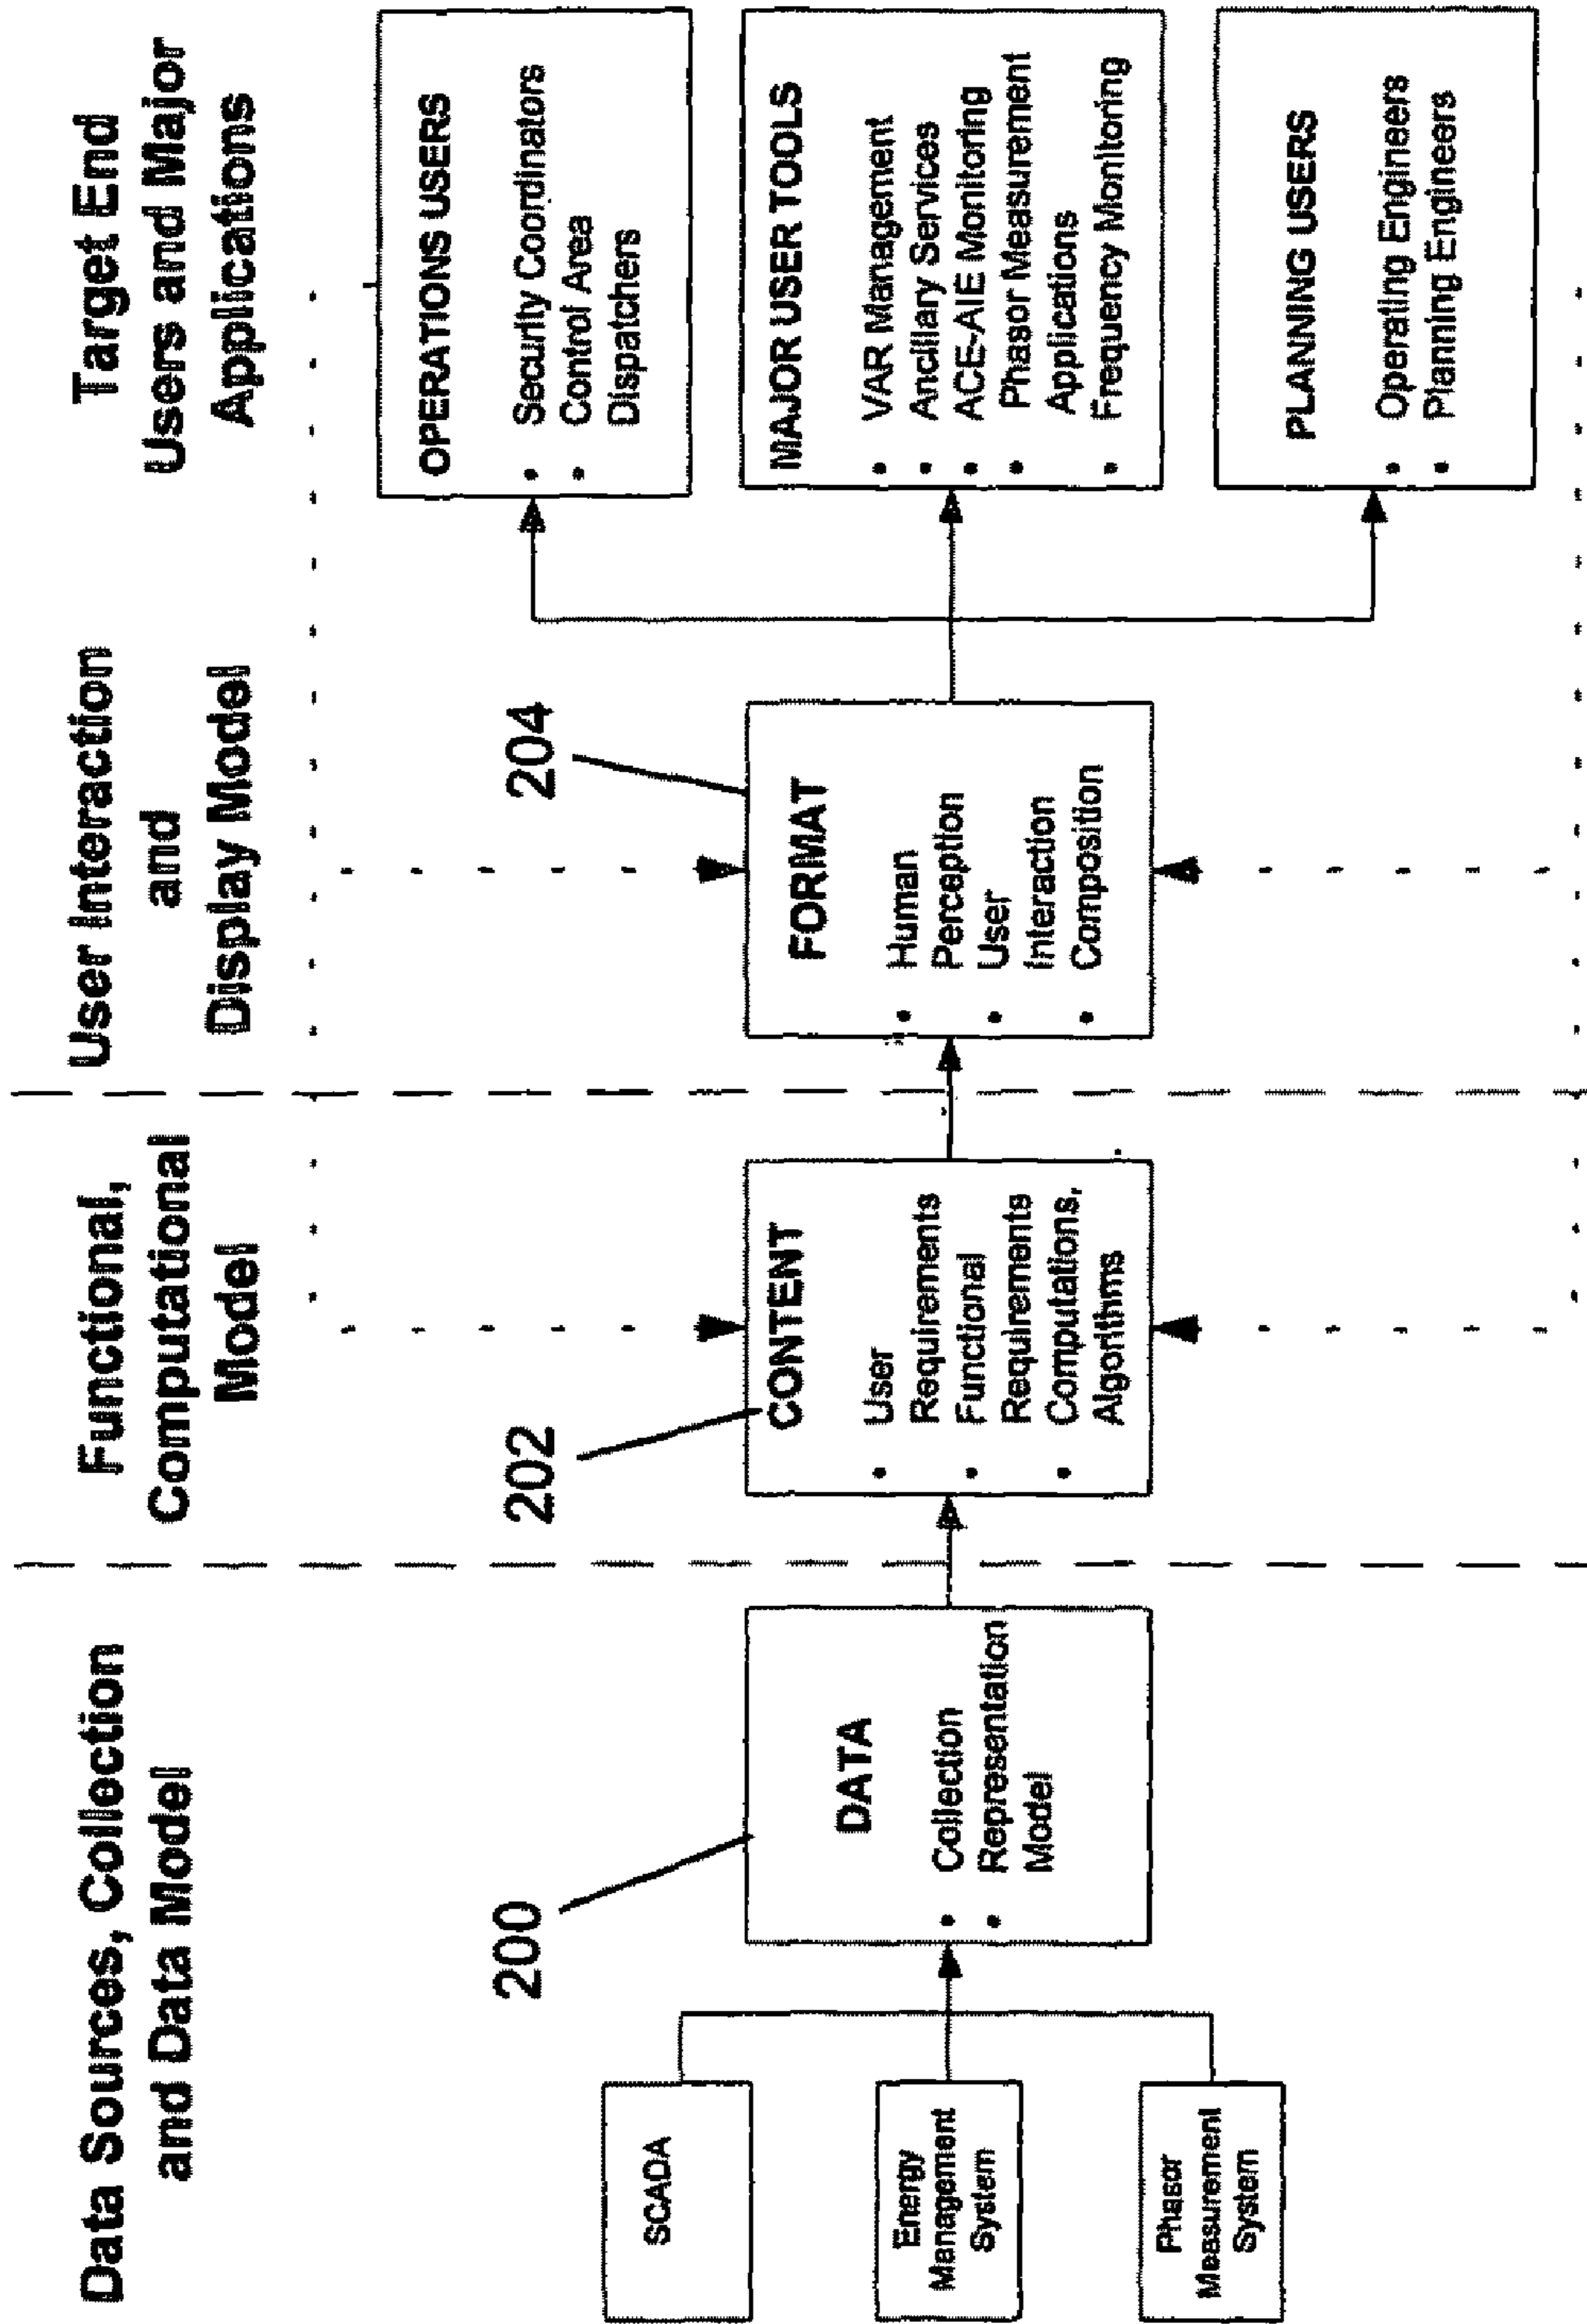 Data Sources, Collection
and Data Model
Functional,
Computational
Model
User Interaction
and
Display Model
Target End
Users and Major
Applications
SCADA
Energy
Management
System
Phasor
Measurement
System
200
DATA
• Collection
• Representation
Model
202
CONTENT
• User
Requirements
• Functional
Requirements
• Computations,
Algorithms
204
FORMAT
• Human
Perception
• User
Interaction
• Composition
OPERATIONS USERS
• Security Coordinators
• Control Area
Dispatchers
MAJOR USER TOOLS
• VAR Management
• Ancillary Services
• ACE-AIE Monitoring
• Phasor Measurement
Applications
• Frequency Monitoring
PLANNING USERS
• Operating Engineers
• Planning Engineers